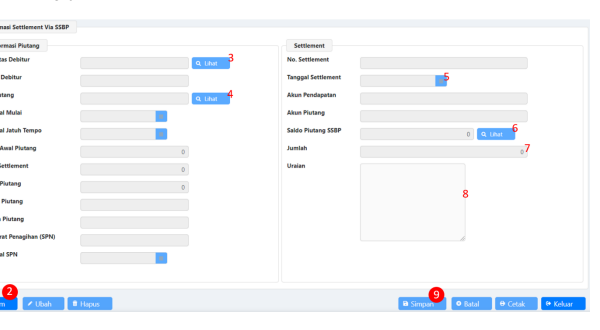 masi Settlement Via SSBP
ormasi Piutang
tas Debitur
Lihat
3
Debitur
utang
Lihat
4
al Mulai
al Jatuh Tempo
Awal Piutang
0
Settlement
0
Piutang
0
Piutang
Piutang
rat Penagihan (SPN)
al SPN
Settlement
No. Settlement
Tanggal Settlement
5
Akun Pendapatan
Akun Piutang
Saldo Piutang SSBP
0
Lihat
6
Jumlah
0
7
Uraian
8
2
m
Ubah
Hapus
9
Simpan
Batal
Cetak
Keluar